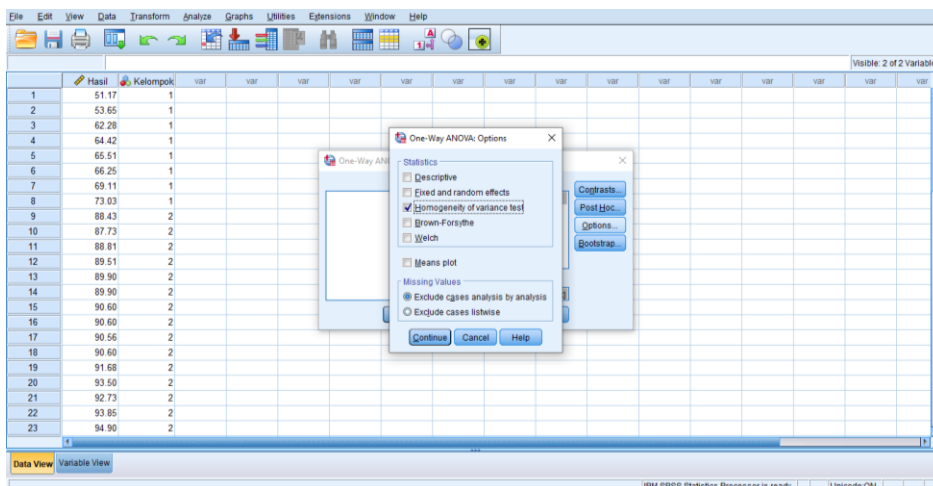 File Edit View Data Transform Analyze Graphs Utilities Extensions Window Help
Visible: 2 of 2 Variable
Hasil Kelompok var var var var var var var var var var var var var var
1 51.17 1
2 53.65 1
3 62.28 1
4 64.42 1
5 65.51 1
6 66.25 1
7 69.11 1
8 73.03 1
9 88.43 2
10 87.73 2
11 88.81 2
12 89.51 2
13 89.90 2
14 89.90 2
15 90.60 2
16 90.60 2
17 90.56 2
18 90.60 2
19 91.68 2
20 93.50 2
21 92.73 2
22 93.85 2
23 94.90 2
One-Way
Contrasts...
Post Hoc...
Options...
Bootstrap...
One-Way ANOVA: Options
Statistics
Descriptive
Fixed and random effects
Homogeneity of variance test
Brown-Forsythe
Welch
Means plot
Missing Values
Exclude cases analysis by analysis
Exclude cases listwise
Continue Cancel Help
Data View Variable View
IBM SPSS Statistics Processor is ready Unicode:ON